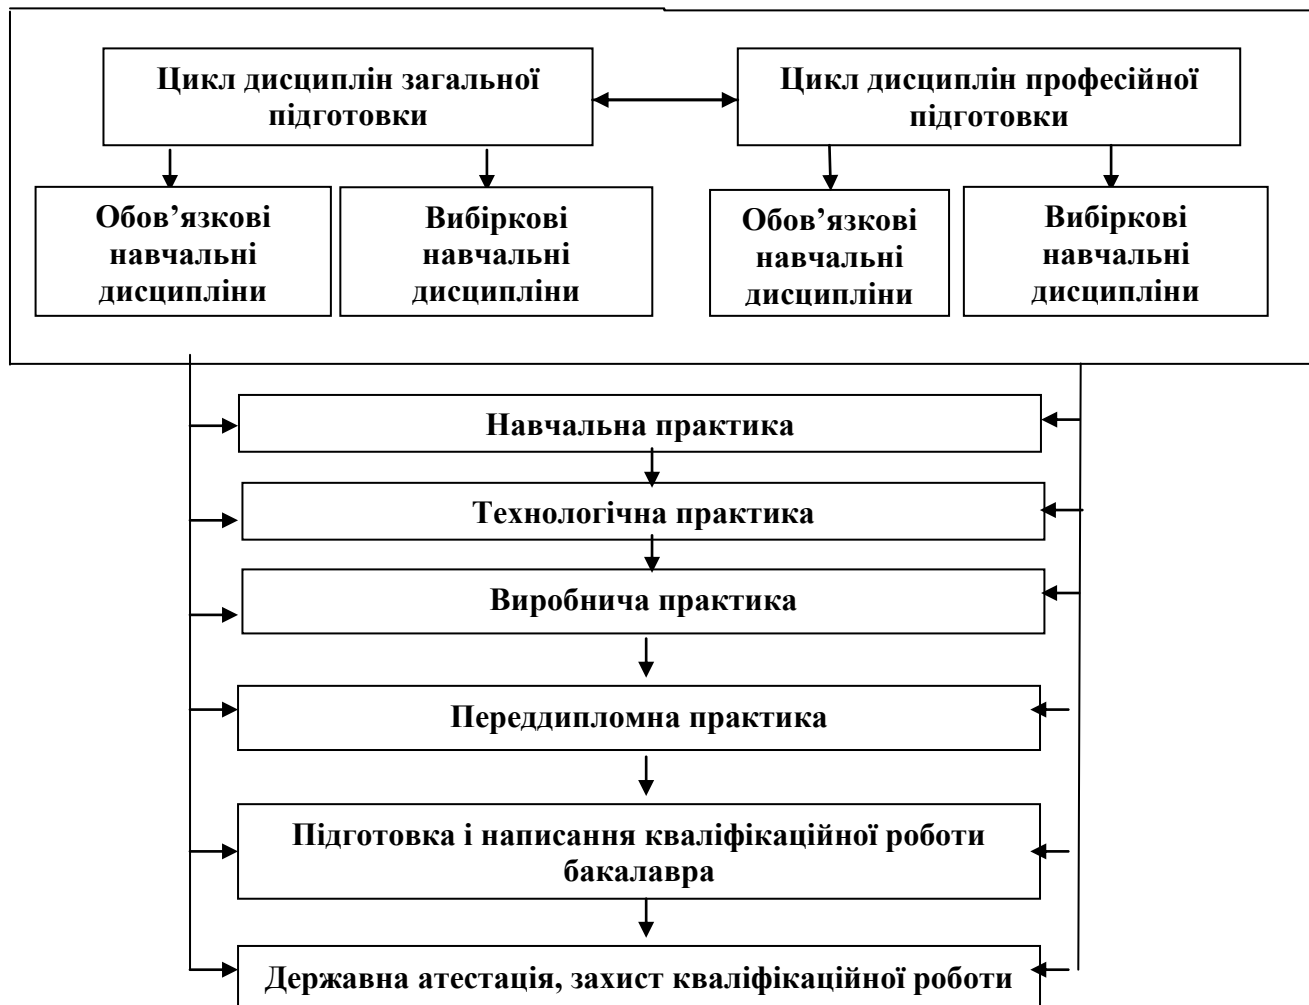 Цикл дисциплін загальної
підготовки
Цикл дисциплін професійної
підготовки
Обов’язкові
навчальні
дисципліни
Вибіркові
навчальні
дисципліни
Обов’язкові
навчальні
дисципліни
Вибіркові
навчальні
дисципліни
Навчальна практика
Технологічна практика
Виробнича практика
Переддипломна практика
Підготовка і написання кваліфікаційної роботи
бакалавра
Державна атестація, захист кваліфікаційної роботи